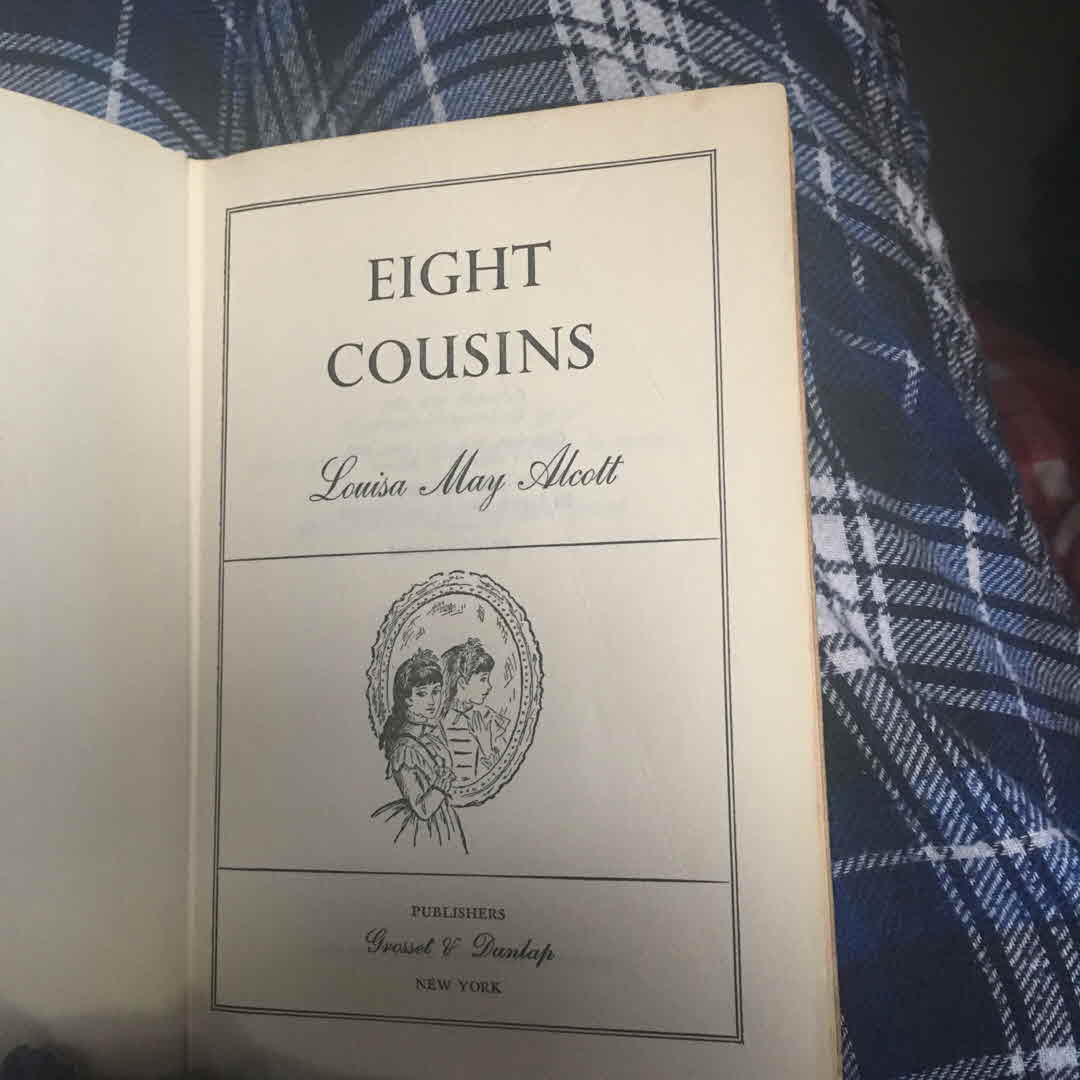 EIGHT
COUSINS
Louisa May Alcott
PUBLISHERS
Grosset & Dunlap
NEW YORK